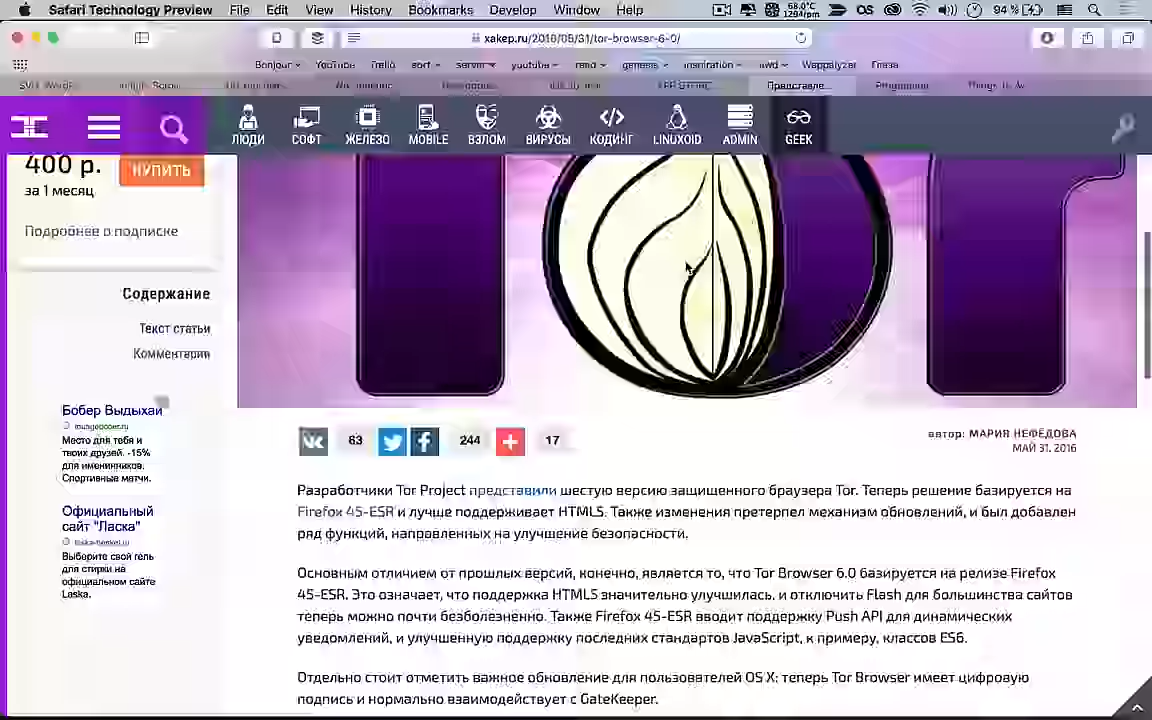 Safari Technology Preview File Edit View History Bookmarks Develop Window Help
58.0°C
1294rpm
94 %
xakep.ru/2016/05/31/tor-browser-6-0/
Bonjour YouTube Trello sort server youtube read genesis inspiration awd Wappalyzer Глаза
Представле...
ЛЮДИ СОФТ ЖЕЛЕЗО MOBILE ВЗЛОМ ВИРУСЫ КОДИНГ LINUXOID ADMIN GEEK
400 р.
за 1 месяц
КУПИТЬ
Подробнее о подписке
Содержание
Текст статьи
Комментарии
Бобер Выдыхай
Место для тебя и
твоих друзей. -15%
для именинников.
Спортивные матчи.
Официальный
сайт "Ласка"
Выберите свой гель
для стирки на
официальном сайте
Laska.
63 244 17
автор: МАРИЯ НЕФЁДОВА
МАЙ 31, 2016
Разработчики Tor Project представили шестую версию защищенного браузера Tor. Теперь решение базируется на
Firefox 45-ESR и лучше поддерживает HTML5. Также изменения претерпел механизм обновлений, и был добавлен
ряд функций, направленных на улучшение безопасности.
Основным отличием от прошлых версий, конечно, является то, что Tor Browser 6.0 базируется на релизе Firefox
45-ESR. Это означает, что поддержка HTML5 значительно улучшилась, и отключить Flash для большинства сайтов
теперь можно почти безболезненно. Также Firefox 45-ESR вводит поддержку Push API для динамических
уведомлений, и улучшенную поддержку последних стандартов JavaScript, к примеру, классов ES6.
Отдельно стоит отметить важное обновление для пользователей OS X: теперь Tor Browser имеет цифровую
подпись и нормально взаимодействует с GateKeeper.